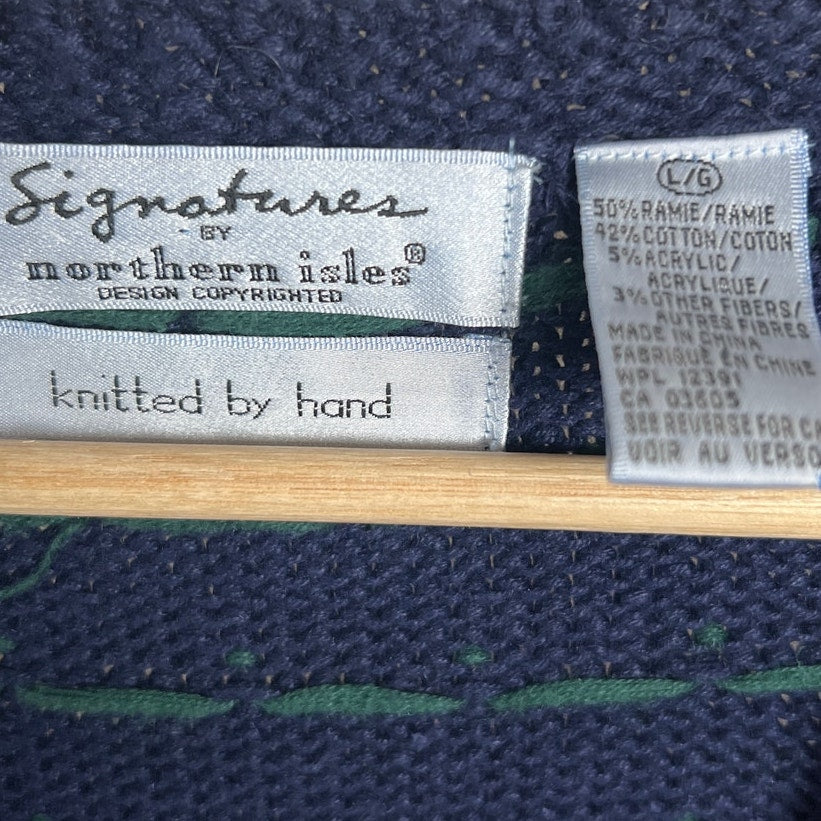 Signatures
BY
northern isles®
DESIGN COPYRIGHTED
knitted by hand
L/G
50% RAMIE/RAMIE
42% COTTON/COTON
5% ACRYLIC/
ACRYLIQUE/
3% OTHER FIBERS/
AUTRES FIBRES
MADE IN CHINA
FABRIQUÉ EN CHINE
WPL 12391
CA 03605
SEE REVERSE FOR CA
VOIR AU VERSO